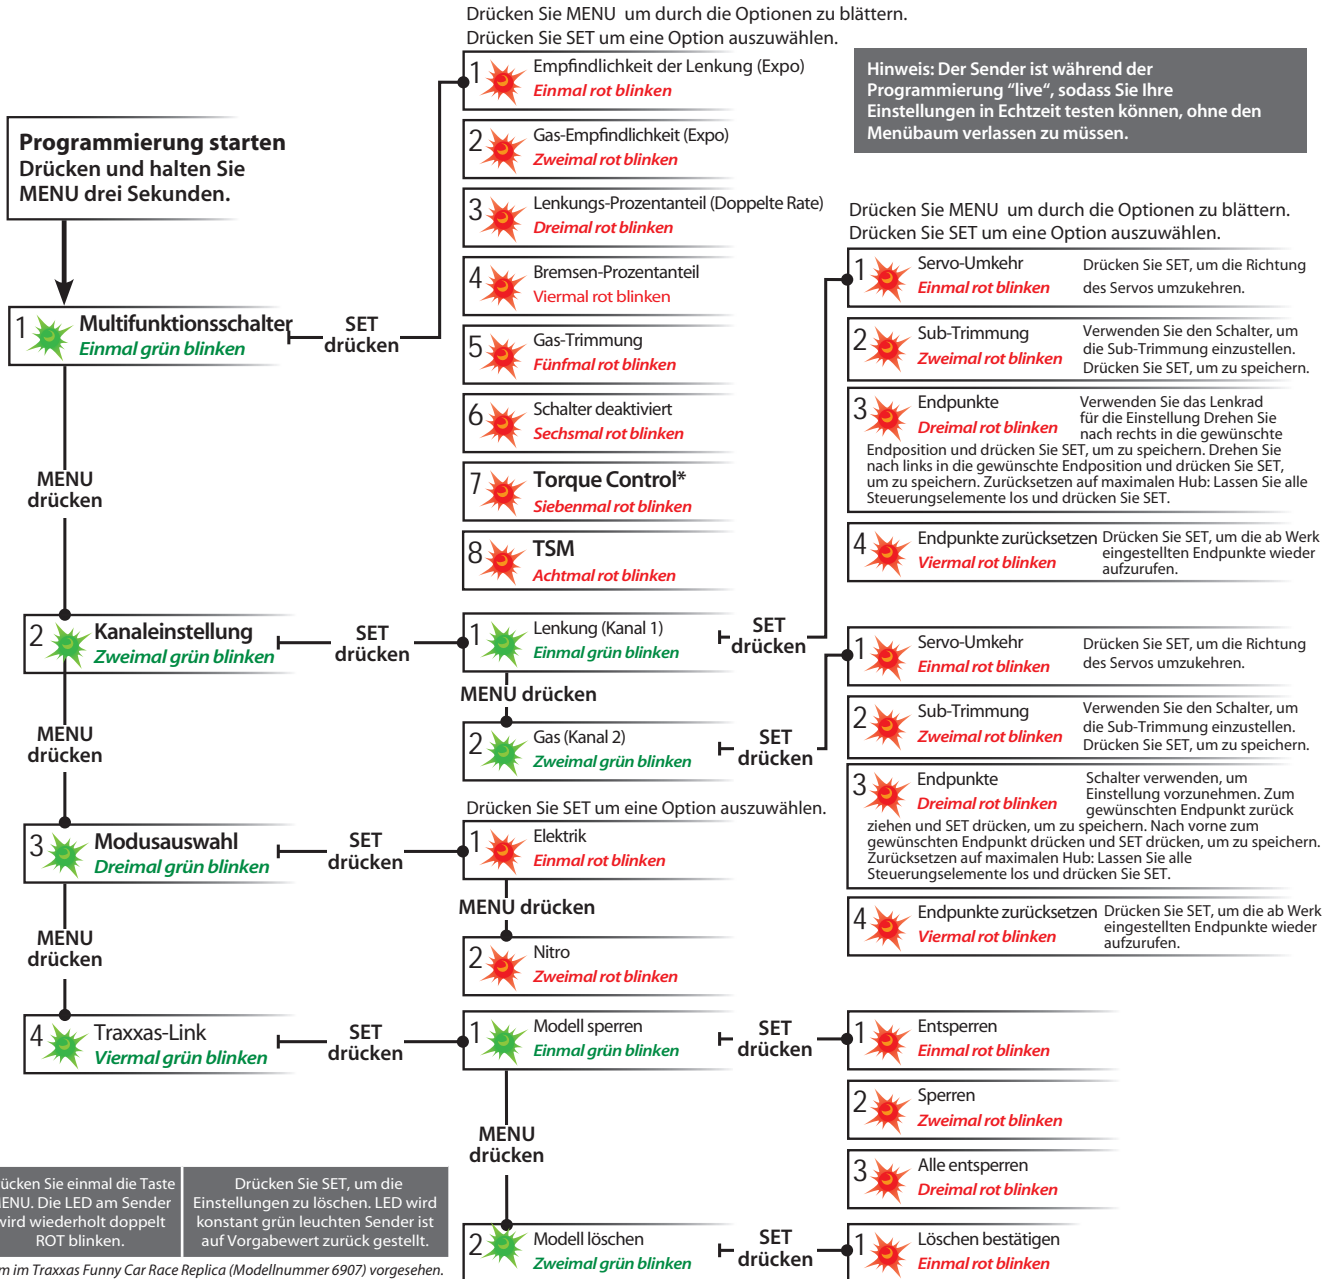 Drücken Sie MENU um durch die Optionen zu blättern.
Drücken Sie SET um eine Option auszuwählen.
Hinweis: Der Sender ist während der
Programmierung “live“, sodass Sie Ihre
Einstellungen in Echtzeit testen können, ohne den
Menübaum verlassen zu müssen.
Programmierung starten
Drücken und halten Sie
MENU drei Sekunden.
1 Multifunktionsschalter
Einmal grün blinken
SET
drücken
1 Empfindlichkeit der Lenkung (Expo)
Einmal rot blinken
2 Gas-Empfindlichkeit (Expo)
Zweimal rot blinken
3 Lenkungs-Prozentanteil (Doppelte Rate)
Dreimal rot blinken
4 Bremsen-Prozentanteil
Viermal rot blinken
5 Gas-Trimmung
Fünfmal rot blinken
6 Schalter deaktiviert
Sechsmal rot blinken
7 Torque Control*
Siebenmal rot blinken
8 TSM
Achtmal rot blinken
MENU
drücken
2 Kanaleinstellung
Zweimal grün blinken
SET
drücken
1 Lenkung (Kanal 1)
Einmal grün blinken
SET
drücken
MENU drücken
2 Gas (Kanal 2)
Zweimal grün blinken
SET
drücken
Drücken Sie MENU um durch die Optionen zu blättern.
Drücken Sie SET um eine Option auszuwählen.
1 Servo-Umkehr
Einmal rot blinken
Drücken Sie SET, um die Richtung
des Servos umzukehren.
2 Sub-Trimmung
Zweimal rot blinken
Verwenden Sie den Schalter, um
die Sub-Trimmung einzustellen.
Drücken Sie SET, um zu speichern.
3 Endpunkte
Dreimal rot blinken
Verwenden Sie das Lenkrad
für die Einstellung Drehen Sie
nach rechts in die gewünschte
Endposition und drücken Sie SET, um zu speichern. Drehen Sie
nach links in die gewünschte Endposition und drücken Sie SET,
um zu speichern. Zurücksetzen auf maximalen Hub: Lassen Sie alle
Steuerungselemente los und drücken Sie SET.
4 Endpunkte zurücksetzen
Viermal rot blinken
Drücken Sie SET, um die ab Werk
eingestellten Endpunkte wieder
aufzurufen.
1 Servo-Umkehr
Einmal rot blinken
Drücken Sie SET, um die Richtung
des Servos umzukehren.
2 Sub-Trimmung
Zweimal rot blinken
Verwenden Sie den Schalter, um
die Sub-Trimmung einzustellen.
Drücken Sie SET, um zu speichern.
3 Endpunkte
Dreimal rot blinken
Schalter verwenden, um
Einstellung vorzunehmen. Zum
gewünschten Endpunkt zurück
ziehen und SET drücken, um zu speichern. Nach vorne zum
gewünschten Endpunkt drücken und SET drücken, um zu speichern.
Zurücksetzen auf maximalen Hub: Lassen Sie alle
Steuerungselemente los und drücken Sie SET.
4 Endpunkte zurücksetzen
Viermal rot blinken
Drücken Sie SET, um die ab Werk
eingestellten Endpunkte wieder
aufzurufen.
MENU
drücken
3 Modusauswahl
Dreimal grün blinken
SET
drücken
Drücken Sie SET um eine Option auszuwählen.
1 Elektrik
Einmal rot blinken
MENU drücken
2 Nitro
Zweimal rot blinken
MENU
drücken
4 Traxxas-Link
Viermal grün blinken
SET
drücken
1 Modell sperren
Einmal grün blinken
SET
drücken
1 Entsperren
Einmal rot blinken
2 Sperren
Zweimal rot blinken
3 Alle entsperren
Dreimal rot blinken
MENU
drücken
2 Modell löschen
Zweimal grün blinken
SET
drücken
1 Löschen bestätigen
Einmal rot blinken
ücken Sie einmal die Taste
MENU. Die LED am Sender
wird wiederholt doppelt
ROT blinken.
Drücken Sie SET, um die
Einstellungen zu löschen. LED wird
konstant grün leuchten Sender ist
auf Vorgabewert zurück gestellt.
m im Traxxas Funny Car Race Replica (Modellnummer 6907) vorgesehen.